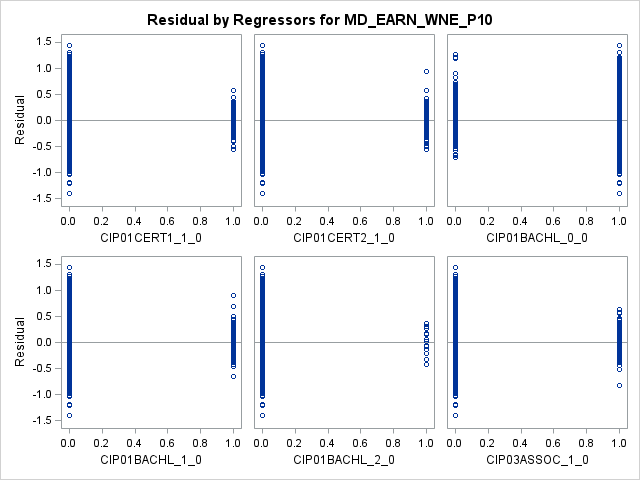 Residual by Regressors for MD_EARN_WNE_P10
Residual
1.5
1.0
0.5
0.0
-0.5
-1.0
-1.5
0.0 0.2 0.4 0.6 0.8 1.0
CIP01CERT1_1_0
0.0 0.2 0.4 0.6 0.8 1.0
CIP01CERT2_1_0
0.0 0.2 0.4 0.6 0.8 1.0
CIP01BACHL_0_0
Residual
1.5
1.0
0.5
0.0
-0.5
-1.0
-1.5
0.0 0.2 0.4 0.6 0.8 1.0
CIP01BACHL_1_0
0.0 0.2 0.4 0.6 0.8 1.0
CIP01BACHL_2_0
0.0 0.2 0.4 0.6 0.8 1.0
CIP03ASSOC_1_0